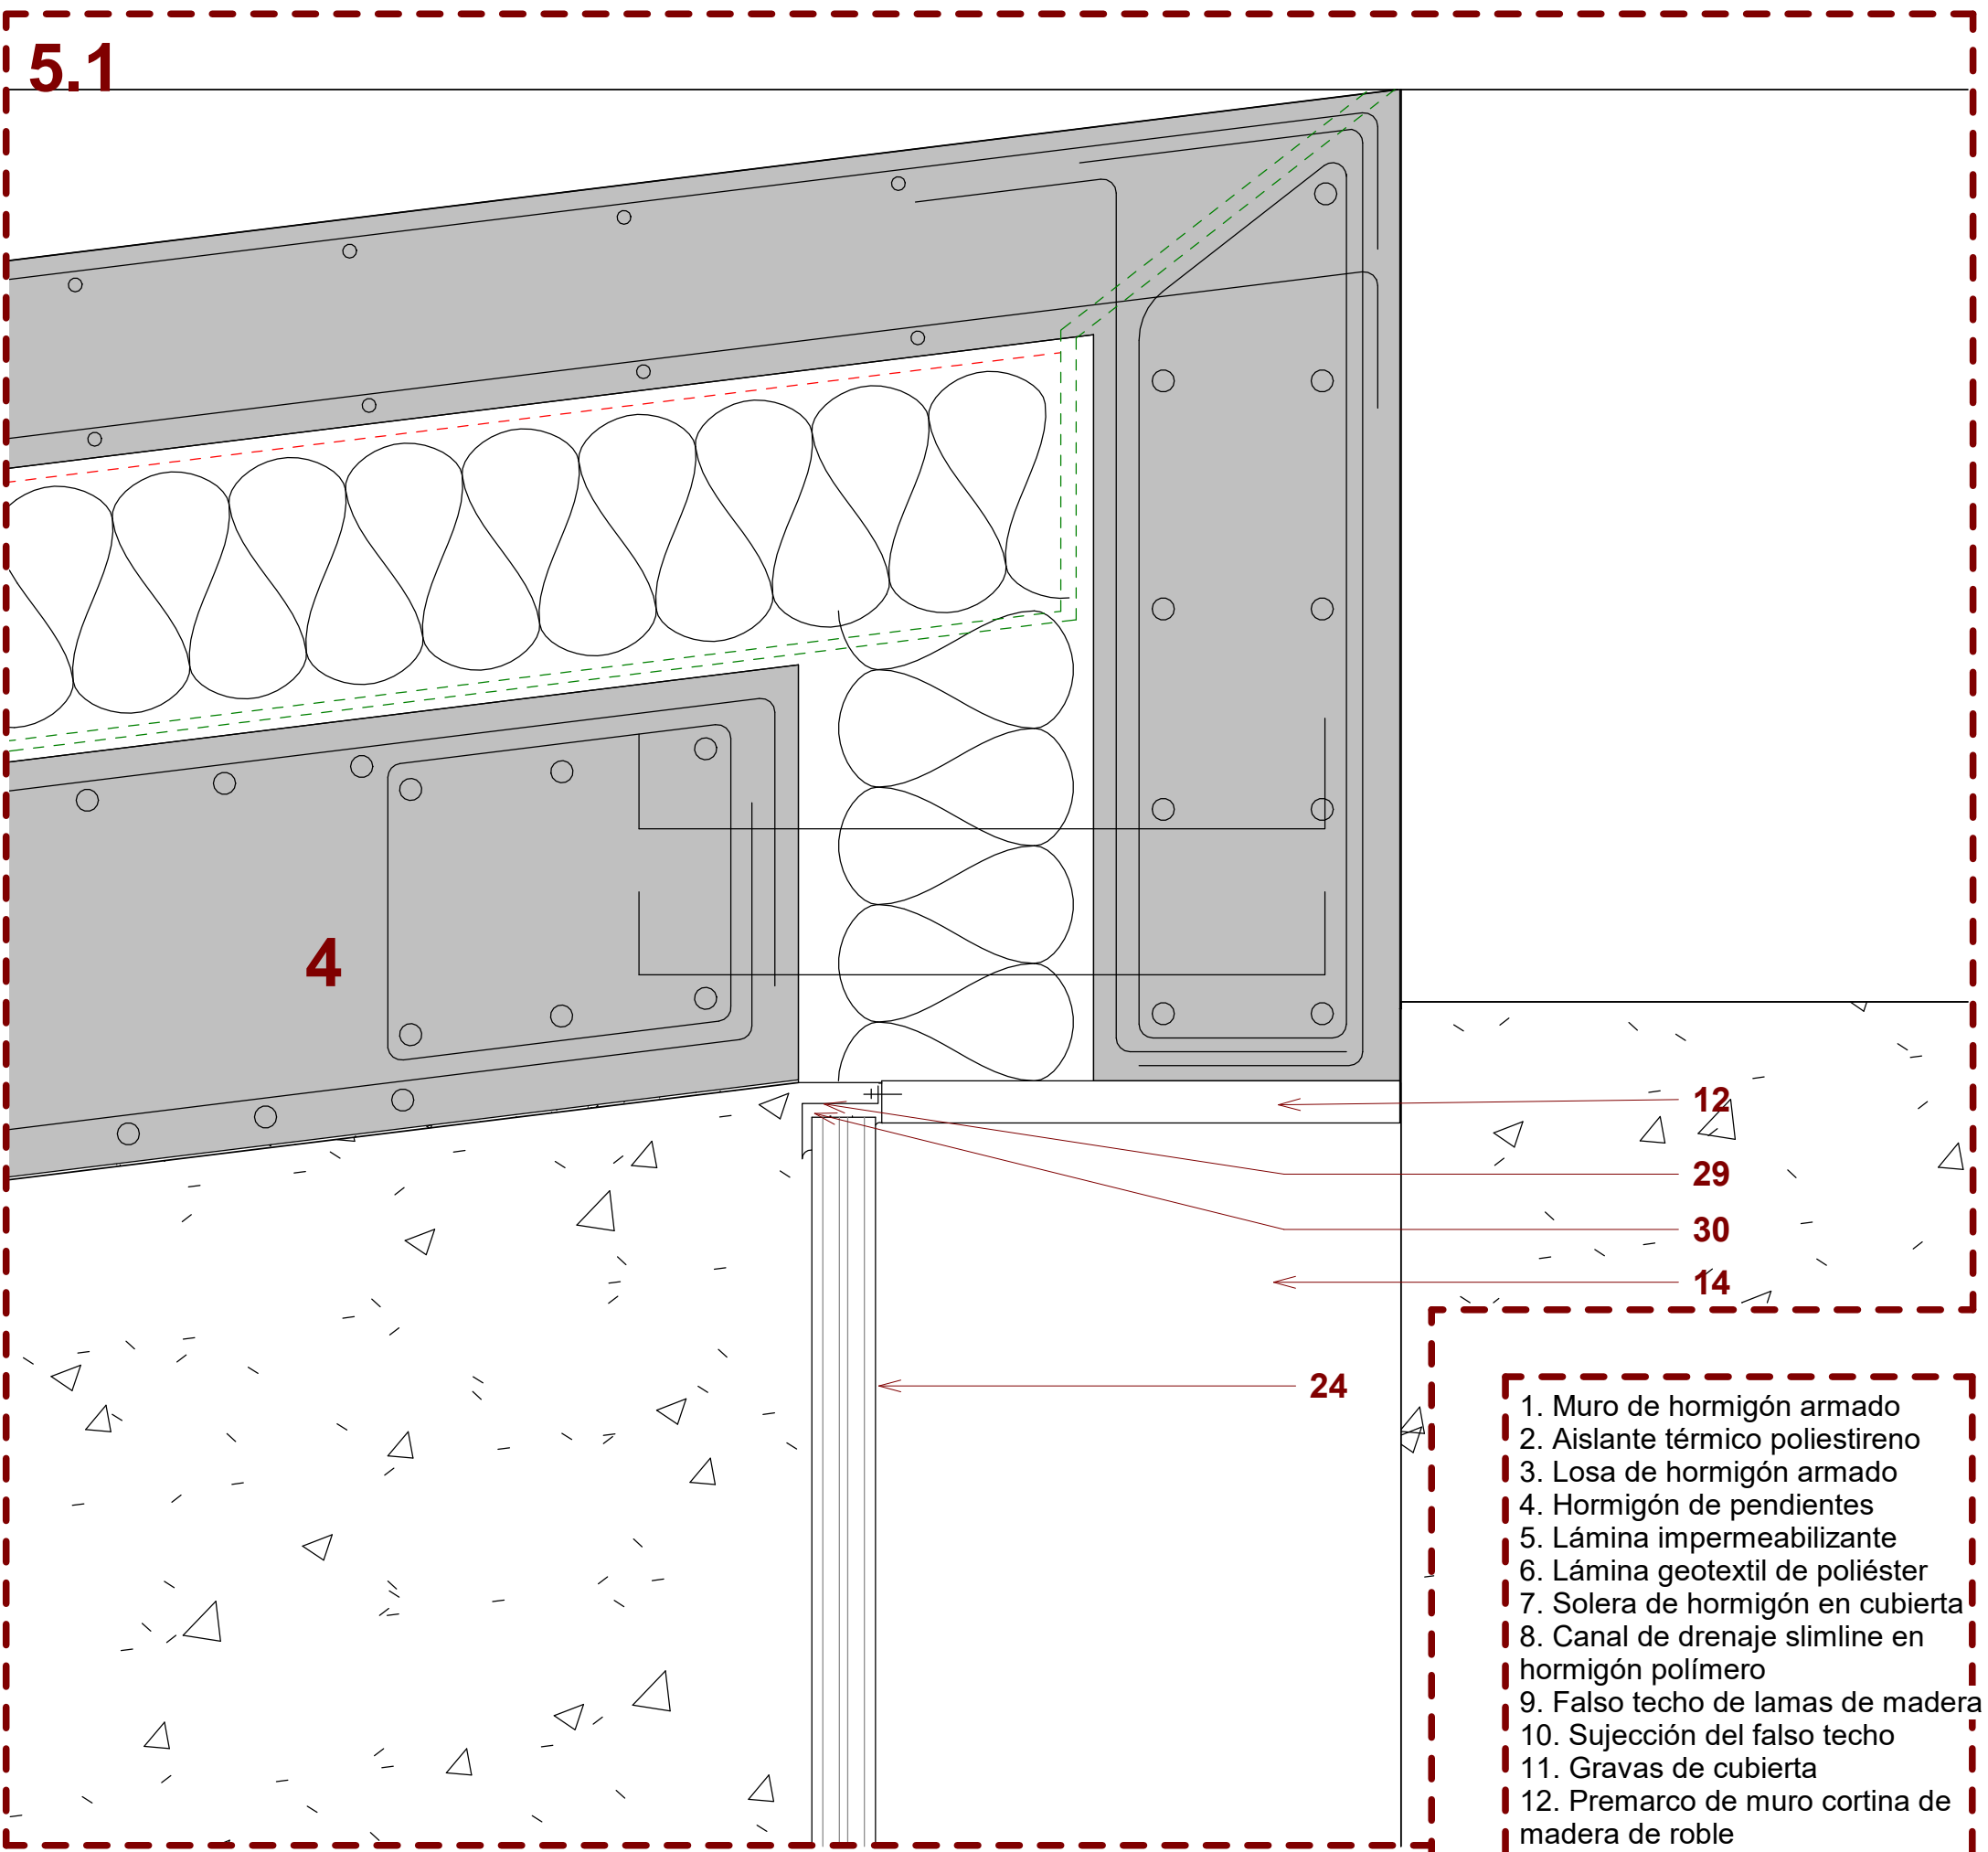 5.1
4
12
29
30
14
24
1. Muro de hormigón armado
2. Aislante térmico poliestireno
3. Losa de hormigón armado
4. Hormigón de pendientes
5. Lámina impermeabilizante
6. Lámina geotextil de poliéster
7. Solera de hormigón en cubierta
8. Canal de drenaje slimline en
hormigón polímero
9. Falso techo de lamas de madera
10. Sujección del falso techo
11. Gravas de cubierta
12. Premarco de muro cortina de
madera de roble